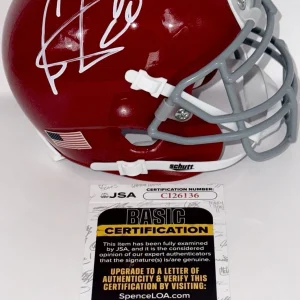 schutt
JSA
CERTIFICATION NUMBER:
CI26136
BASIC
CERTIFICATION
This item has been fully examined
by JSA, and it is the considered
opinion of our expert authenticators
that the signature(s) is/are genuine.
UPGRADE TO A LETTER OF
AUTHENTICITY & VERIFY THIS
CERTIFICATION BY VISITING:
SpenceLOA.com